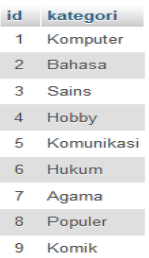 id kategori
1 Komputer
2 Bahasa
3 Sains
4 Hobby
5 Komunikasi
6 Hukum
7 Agama
8 Populer
9 Komik